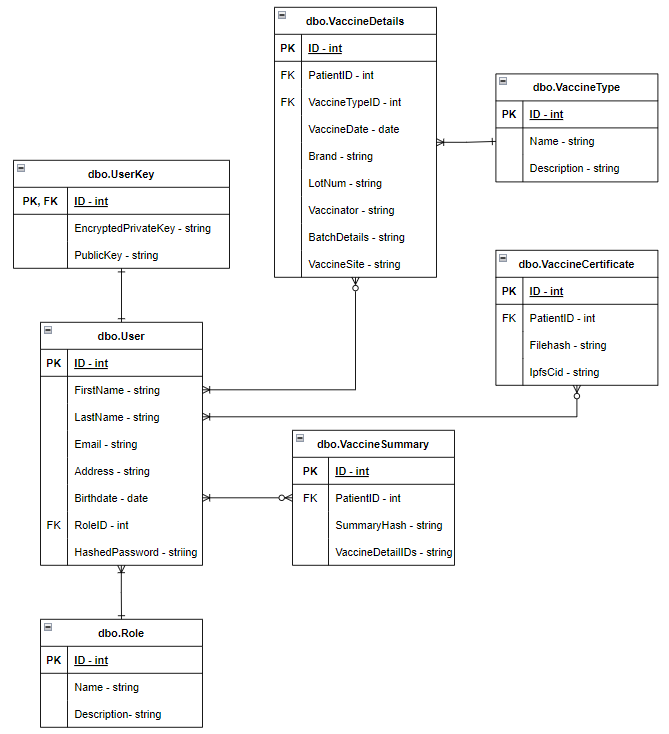 dbo.VaccineDetails
PK ID - int
FK PatientID - int
FK VaccineTypeID - int
VaccineDate - date
Brand - string
LotNum - string
Vaccinator - string
BatchDetails - string
VaccineSite - string
dbo.VaccineType
PK ID - int
Name - string
Description - string
dbo.UserKey
PK, FK ID - int
EncryptedPrivateKey - string
PublicKey - string
dbo.VaccineCertificate
PK ID - int
FK PatientID - int
Filehash - string
IpfsCid - string
dbo.User
PK ID - int
FirstName - string
LastName - string
Email - string
Address - string
Birthdate - date
FK RoleID - int
HashedPassword - striing
dbo.VaccineSummary
PK ID - int
FK PatientID - int
SummaryHash - string
VaccineDetailIDs - string
dbo.Role
PK ID - int
Name - string
Description- string